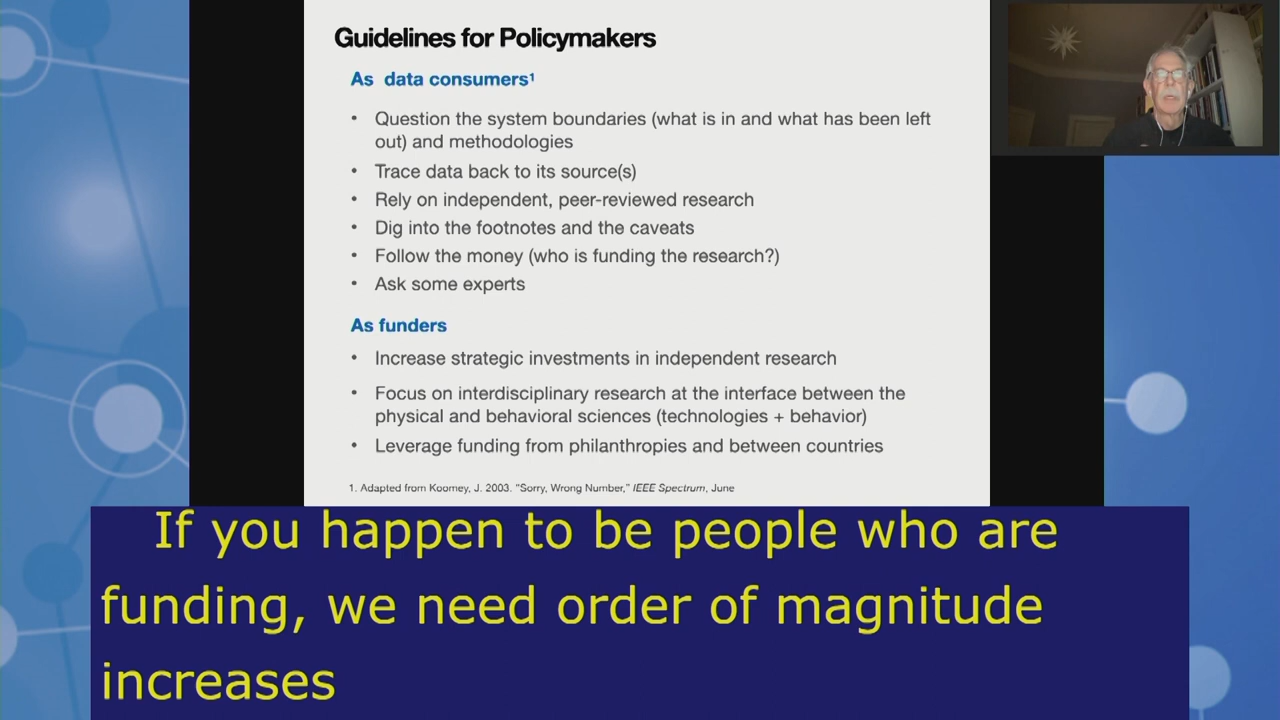 Guidelines for Policymakers
As data consumers¹
• Question the system boundaries (what is in and what has been left
out) and methodologies
• Trace data back to its source(s)
• Rely on independent, peer-reviewed research
• Dig into the footnotes and the caveats
• Follow the money (who is funding the research?)
• Ask some experts
As funders
• Increase strategic investments in independent research
• Focus on interdisciplinary research at the interface between the
physical and behavioral sciences (technologies + behavior)
• Leverage funding from philanthropies and between countries
1. Adapted from Koomey, J. 2003. "Sorry, Wrong Number," IEEE Spectrum, June
If you happen to be people who are
funding, we need order of magnitude
increases